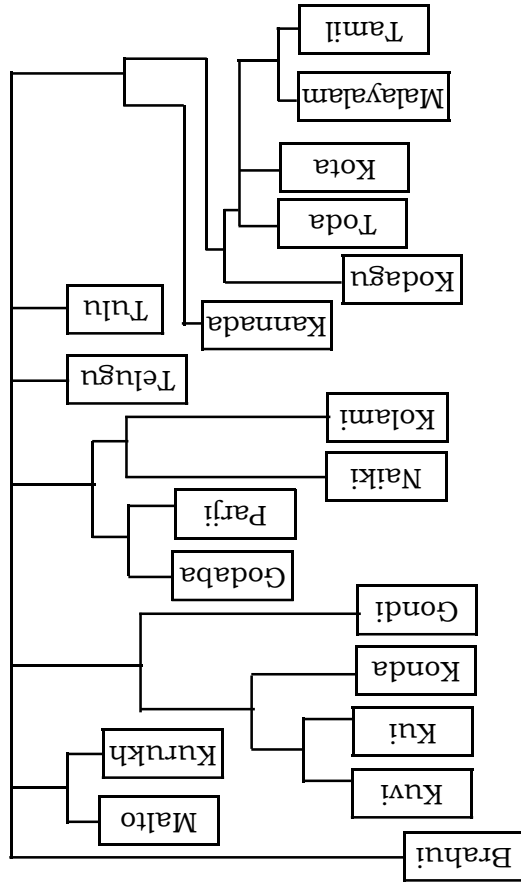 Tamil
Malayalam
Kota
Toda
Kodagu
Tulu
Kannada
Telugu
Kolami
Naiki
Parji
Godaba
Gondi
Konda
Kui
Kurukh
Kuvi
Malto
Brahui